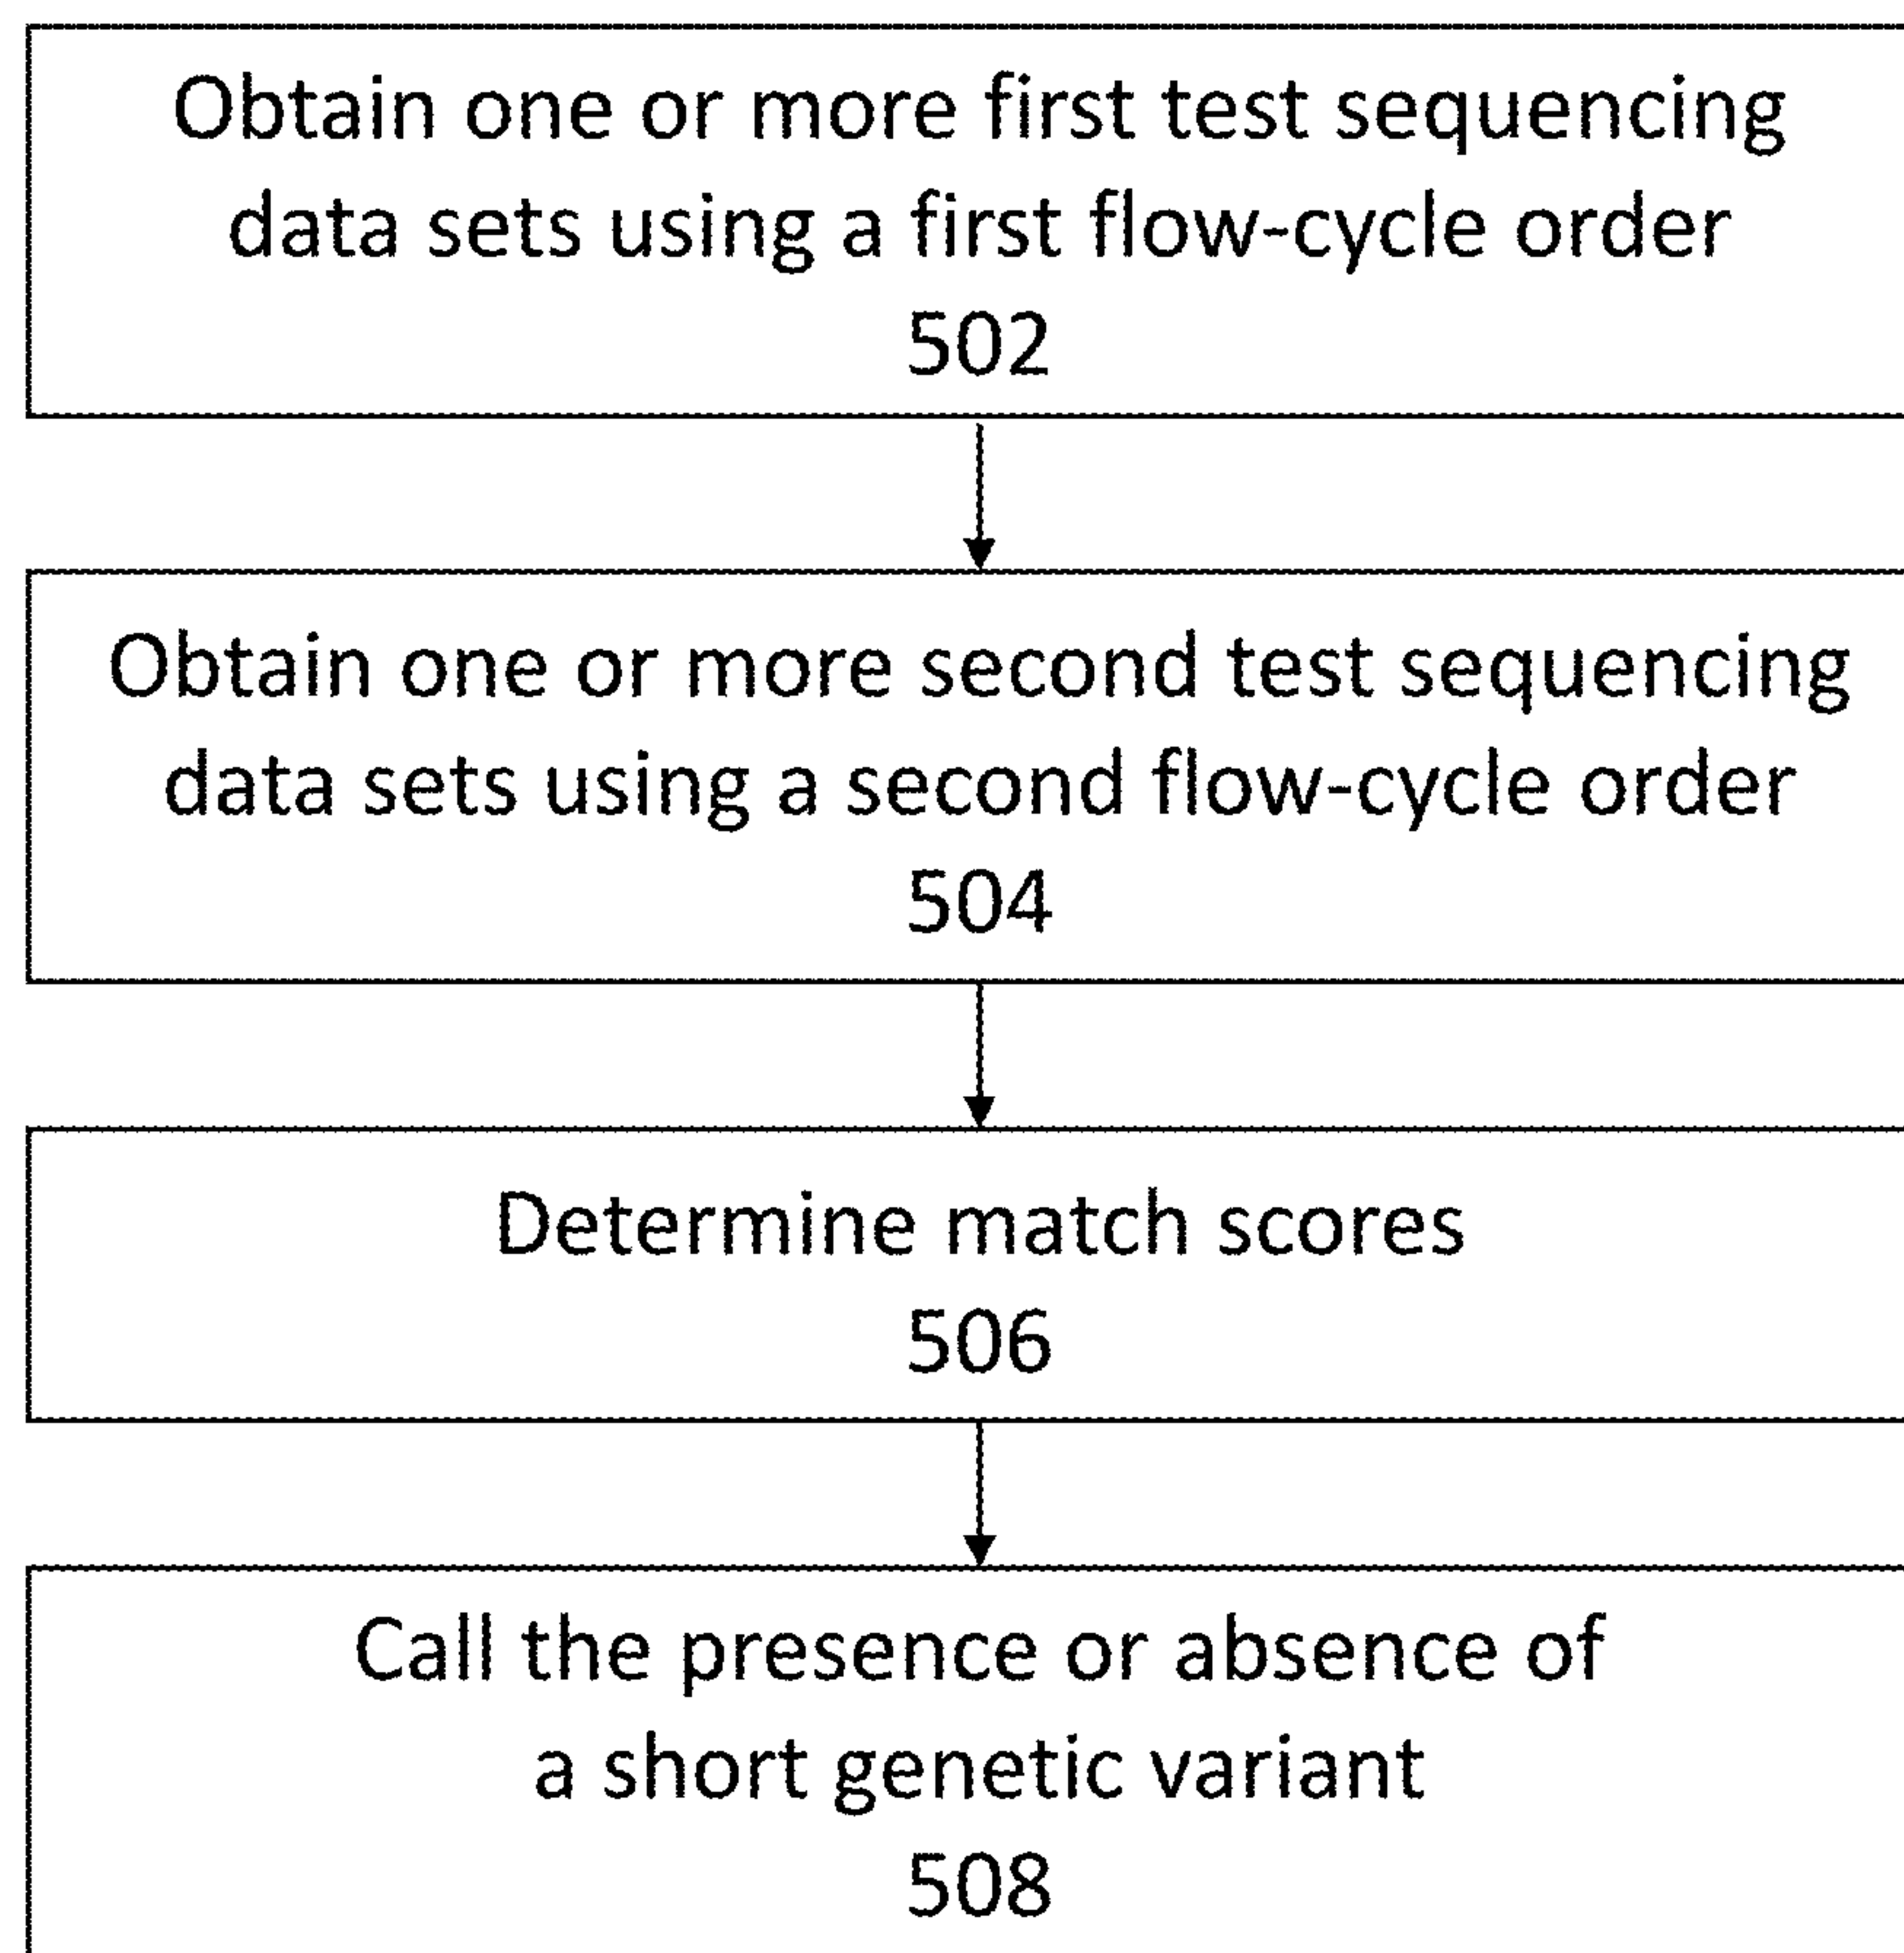 Obtain one or more first test sequencing
data sets using a first flow-cycle order
502
Obtain one or more second test sequencing
data sets using a second flow-cycle order
504
Determine match scores
506
Call the presence or absence of
a short genetic variant
508